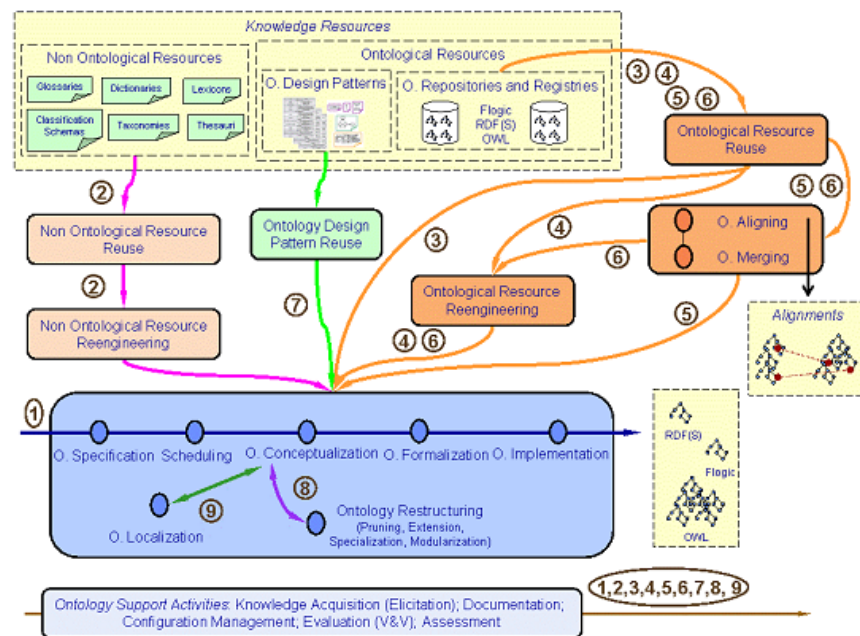 Knowledge Resources
Non Ontological Resources
Glossaries
Dictionaries
Lexicons
Classification
Schemas
Taxonomies
Thesauri
Ontological Resources
O. Design Patterns
O. Repositories and Registries
Flogic
RDF(S)
OWL
3 4
5 6
Ontological Resource
Reuse
5 6
2
Non Ontological Resource
Reuse
2
Non Ontological Resource
Reengineering
Ontology Design
Pattern Reuse
7
3
4
6
O. Aligning
O. Merging
Ontological Resource
Reengineering
4 6
5
Alignments
1
O. Specification
Scheduling
O. Conceptualization
O. Formalization
O. Implementation
9
8
O. Localization
Ontology Restructuring
(Pruning, Extension,
Specialization, Modularization)
RDF(S)
Flogic
OWL
1,2,3,4,5,6,7,8, 9
Ontology Support Activities: Knowledge Acquisition (Elicitation); Documentation;
Configuration Management; Evaluation (V&V); Assessment